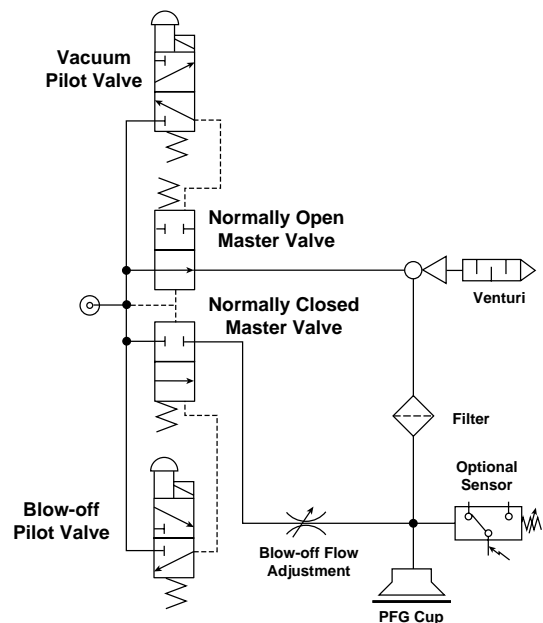 Vacuum
Pilot Valve
Normally Open
Master Valve
Venturi
Normally Closed
Master Valve
Filter
Optional
Sensor
Blow-off
Pilot Valve
Blow-off Flow
Adjustment
PFG Cup